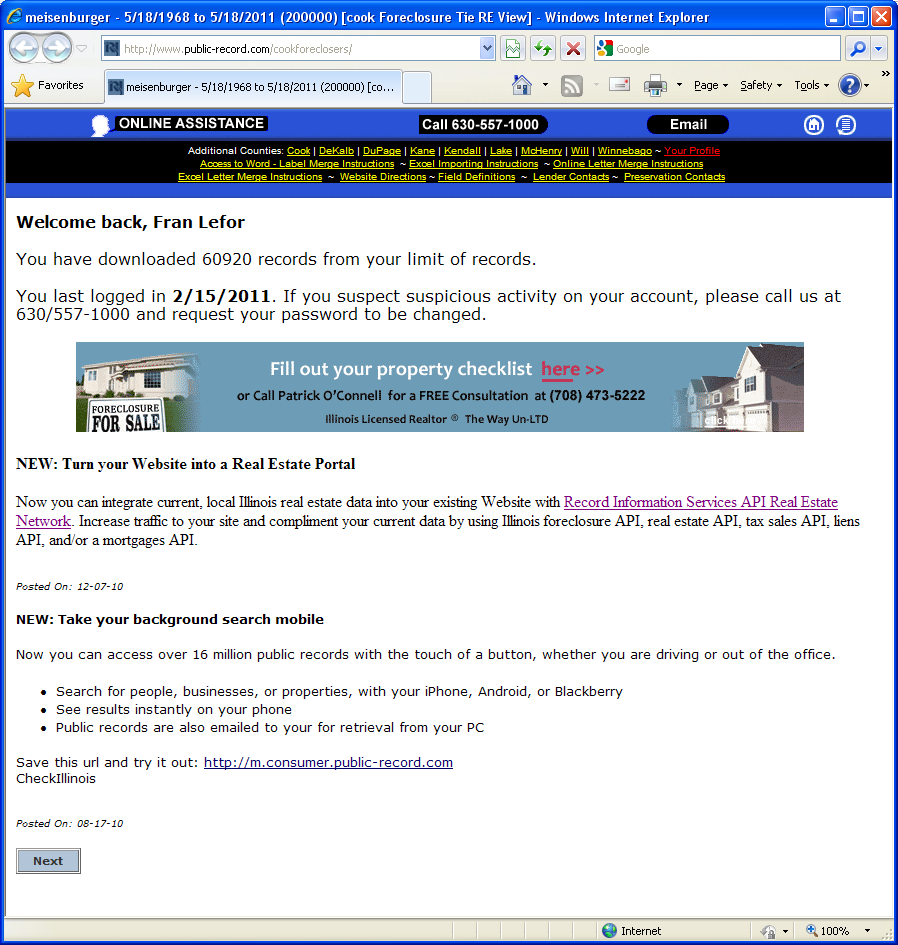 meisenburger - 5/18/1968 to 5/18/2011 (200000) [cook Foreclosure Tie RE View] - Windows Internet Explorer
http://www.public-record.com/cookforeclosers/
Google
Favorites
meisenburger - 5/18/1968 to 5/18/2011 (200000) [co...
Page
Safety
Tools
ONLINE ASSISTANCE
Call 630-557-1000
Email
Additional Counties: Cook | DeKalb | DuPage | Kane | Kendall | Lake | McHenry | Will | Winnebago ~ Your Profile
Access to Word - Label Merge Instructions ~ Excel Importing Instructions ~ Online Letter Merge Instructions
Excel Letter Merge Instructions ~ Website Directions ~ Field Definitions ~ Lender Contacts ~ Preservation Contacts
Welcome back, Fran Lefor
You have downloaded 60920 records from your limit of records.
You last logged in 2/15/2011. If you suspect suspicious activity on your account, please call us at
630/557-1000 and request your password to be changed.
FORECLOSURE
FOR SALE
Fill out your property checklist here >>
or Call Patrick O'Connell for a FREE Consultation at (708) 473-5222
Illinois Licensed Realtor ® The Way Un-LTD
NEW: Turn your Website into a Real Estate Portal
Now you can integrate current, local Illinois real estate data into your existing Website with Record Information Services API Real Estate
Network. Increase traffic to your site and compliment your current data by using Illinois foreclosure API, real estate API, tax sales API, liens
API, and/or a mortgages API.
Posted On: 12-07-10
NEW: Take your background search mobile
Now you can access over 16 million public records with the touch of a button, whether you are driving or out of the office.
• Search for people, businesses, or properties, with your iPhone, Android, or Blackberry
• See results instantly on your phone
• Public records are also emailed to your for retrieval from your PC
Save this url and try it out: http://m.consumer.public-record.com
CheckIllinois
Posted On: 08-17-10
Next
Internet
100%